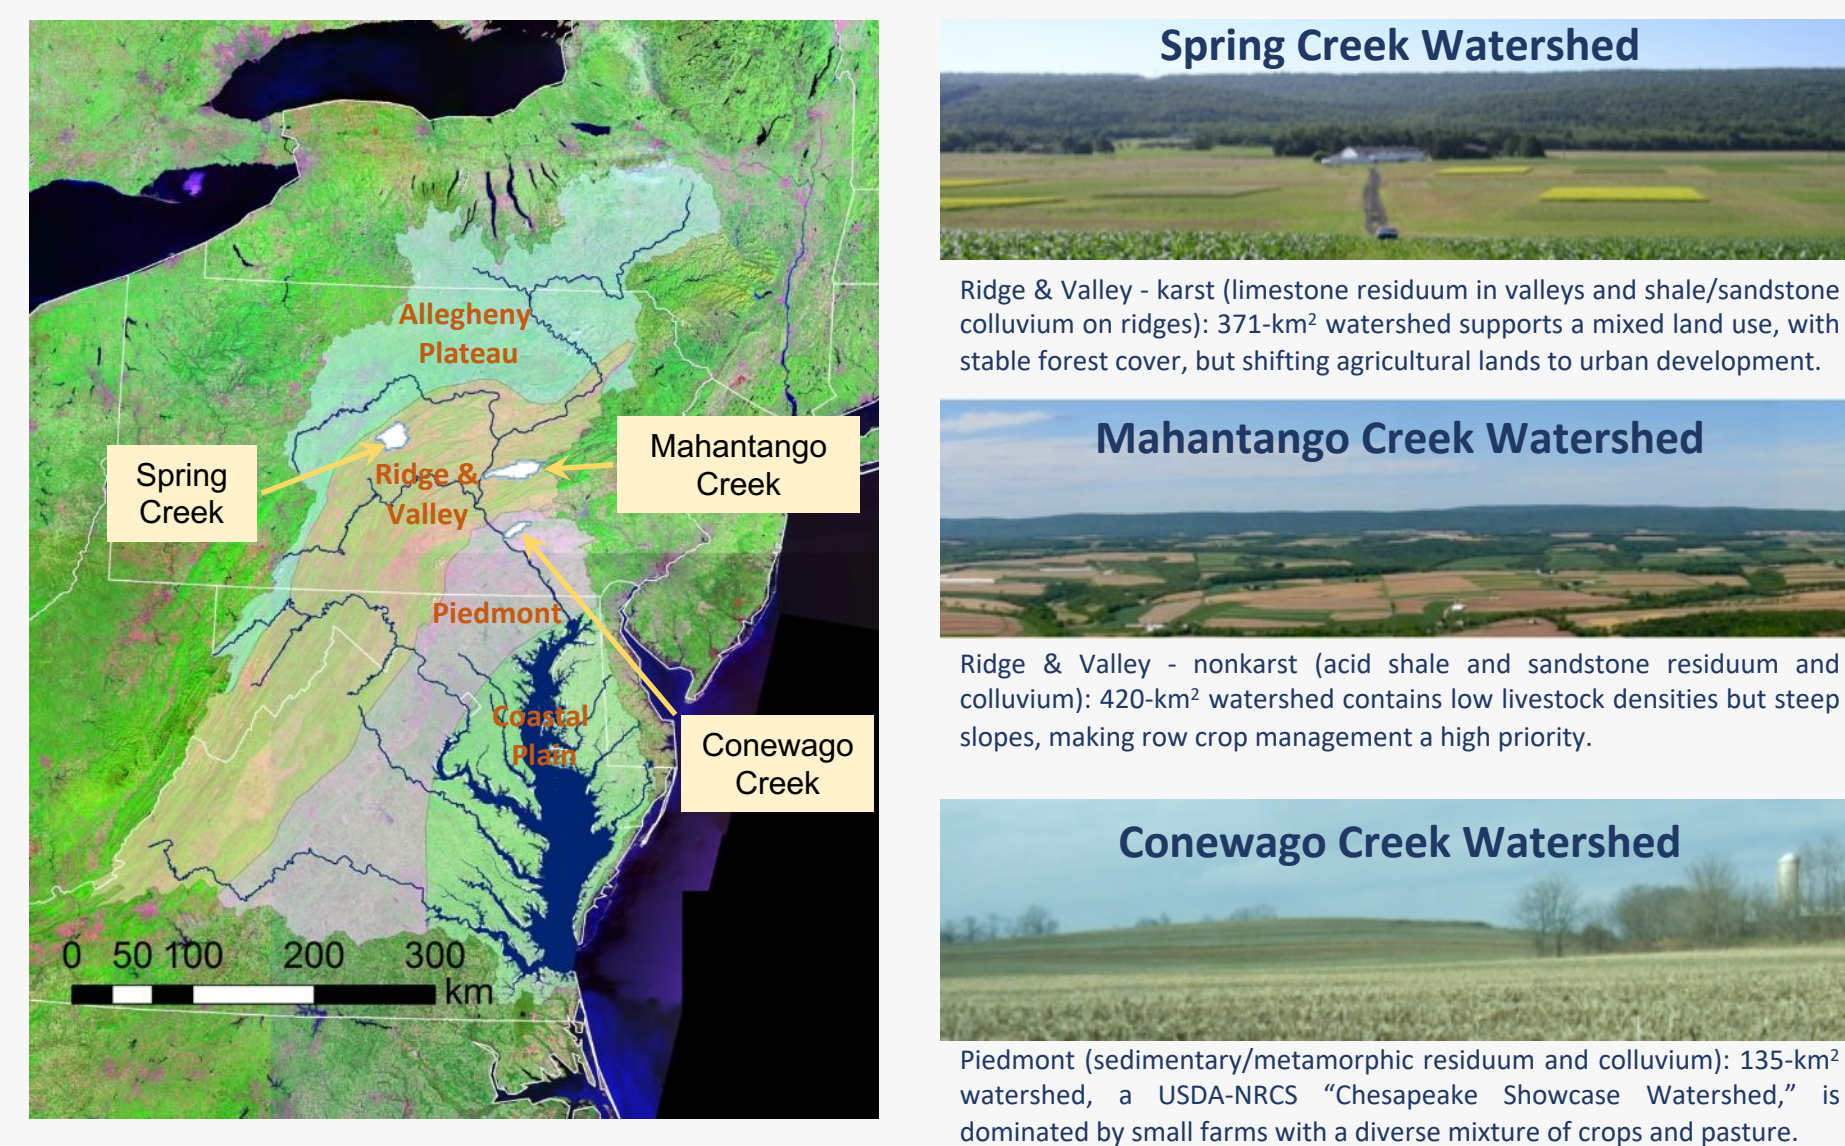 Allegheny
Plateau
Spring
Creek
Ridge &
Valley
Mahantango
Creek
Piedmont
Coastal
Plain
Conewago
Creek
0 50 100 200 300
km
Spring Creek Watershed
Ridge & Valley - karst (limestone residuum in valleys and shale/sandstone
colluvium on ridges): 371-km² watershed supports a mixed land use, with
stable forest cover, but shifting agricultural lands to urban development.
Mahantango Creek Watershed
Ridge & Valley - nonkarst (acid shale and sandstone residuum and
colluvium): 420-km² watershed contains low livestock densities but steep
slopes, making row crop management a high priority.
Conewago Creek Watershed
Piedmont (sedimentary/metamorphic residuum and colluvium): 135-km²
watershed, a USDA-NRCS “Chesapeake Showcase Watershed,” is
dominated by small farms with a diverse mixture of crops and pasture.